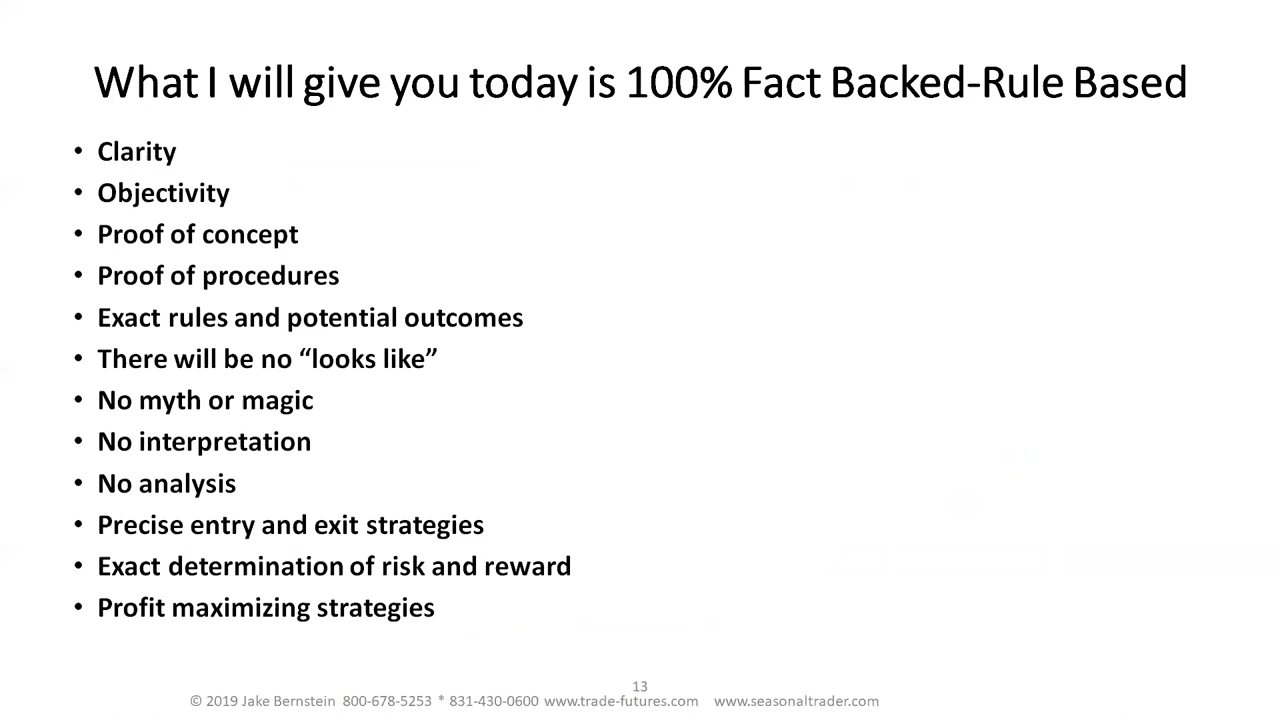 What I will give you today is 100% Fact Backed-Rule Based
• Clarity
• Objectivity
• Proof of concept
• Proof of procedures
• Exact rules and potential outcomes
• There will be no “looks like”
• No myth or magic
• No interpretation
• No analysis
• Precise entry and exit strategies
• Exact determination of risk and reward
• Profit maximizing strategies
13
© 2019 Jake Bernstein 800-678-5253 * 831-430-0600 www.trade-futures.com www.seasonaltrader.com